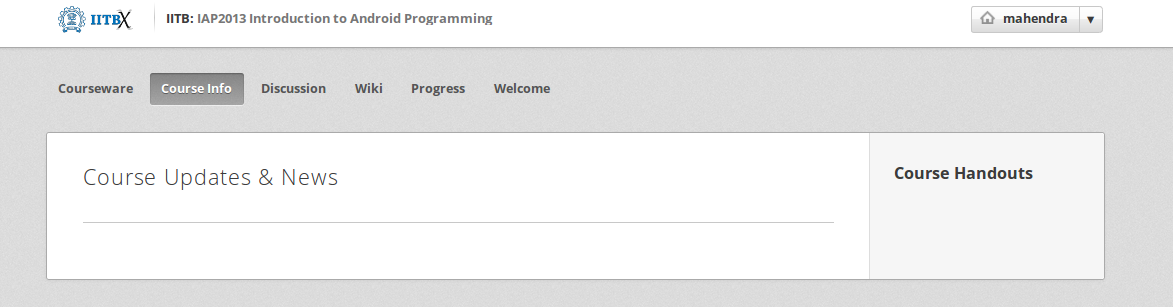 IITBX IITB: IAP2013 Introduction to Android Programming mahendra
Courseware Course Info Discussion Wiki Progress Welcome
Course Updates & News
Course Handouts